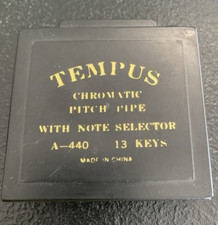 TEMPUS
CHROMATIC
PITCH PIPE
WITH NOTE SELECTOR
A-440 13 KEYS
MADE IN CHINA